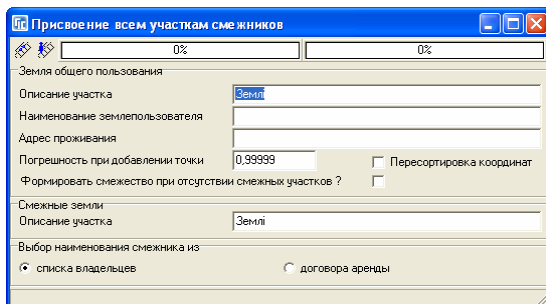 Присвоение всем участкам смежников
0%
0%
Земля общего пользования
Описание участка
Землі
Наименование землепользователя
Адрес проживания
Погрешность при добавлении точки
0,99999
Пересортировка координат
Формировать смежество при отсутствии смежных участков ?
Смежные земли
Описание участка
Землі
Выбор наименования смежника из
списка владельцев
договора аренды